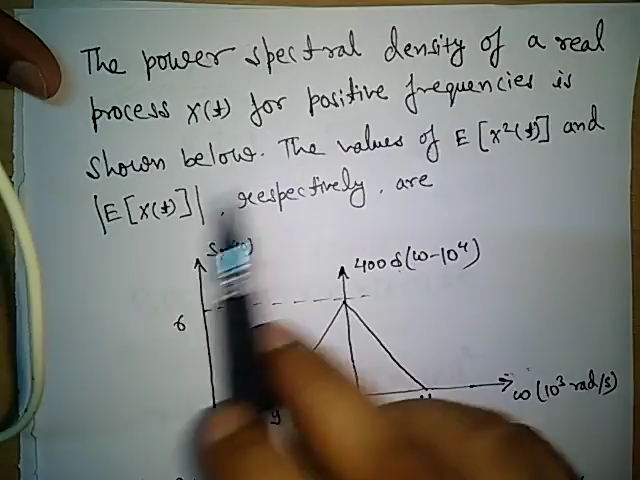 The power spectral density of a real
process X(t) for positive frequencies is
shown below. The values of E[X²(t)] and
|E[X(t)]|, respectively, are
400δ(ω-10⁴)
6
ω(10³ rad/s)
9